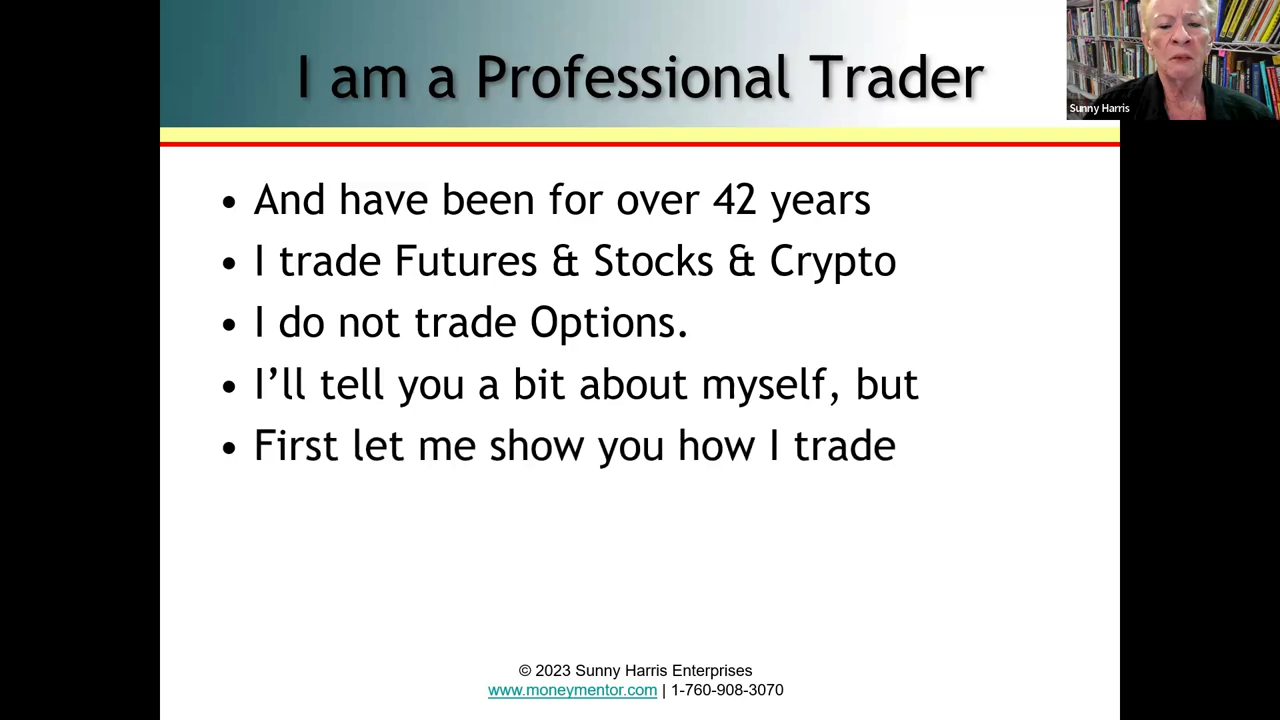 I am a Professional Trader
Sunny Harris
• And have been for over 42 years
• I trade Futures & Stocks & Crypto
• I do not trade Options.
• I’ll tell you a bit about myself, but
• First let me show you how I trade
© 2023 Sunny Harris Enterprises
www.moneymentor.com | 1-760-908-3070